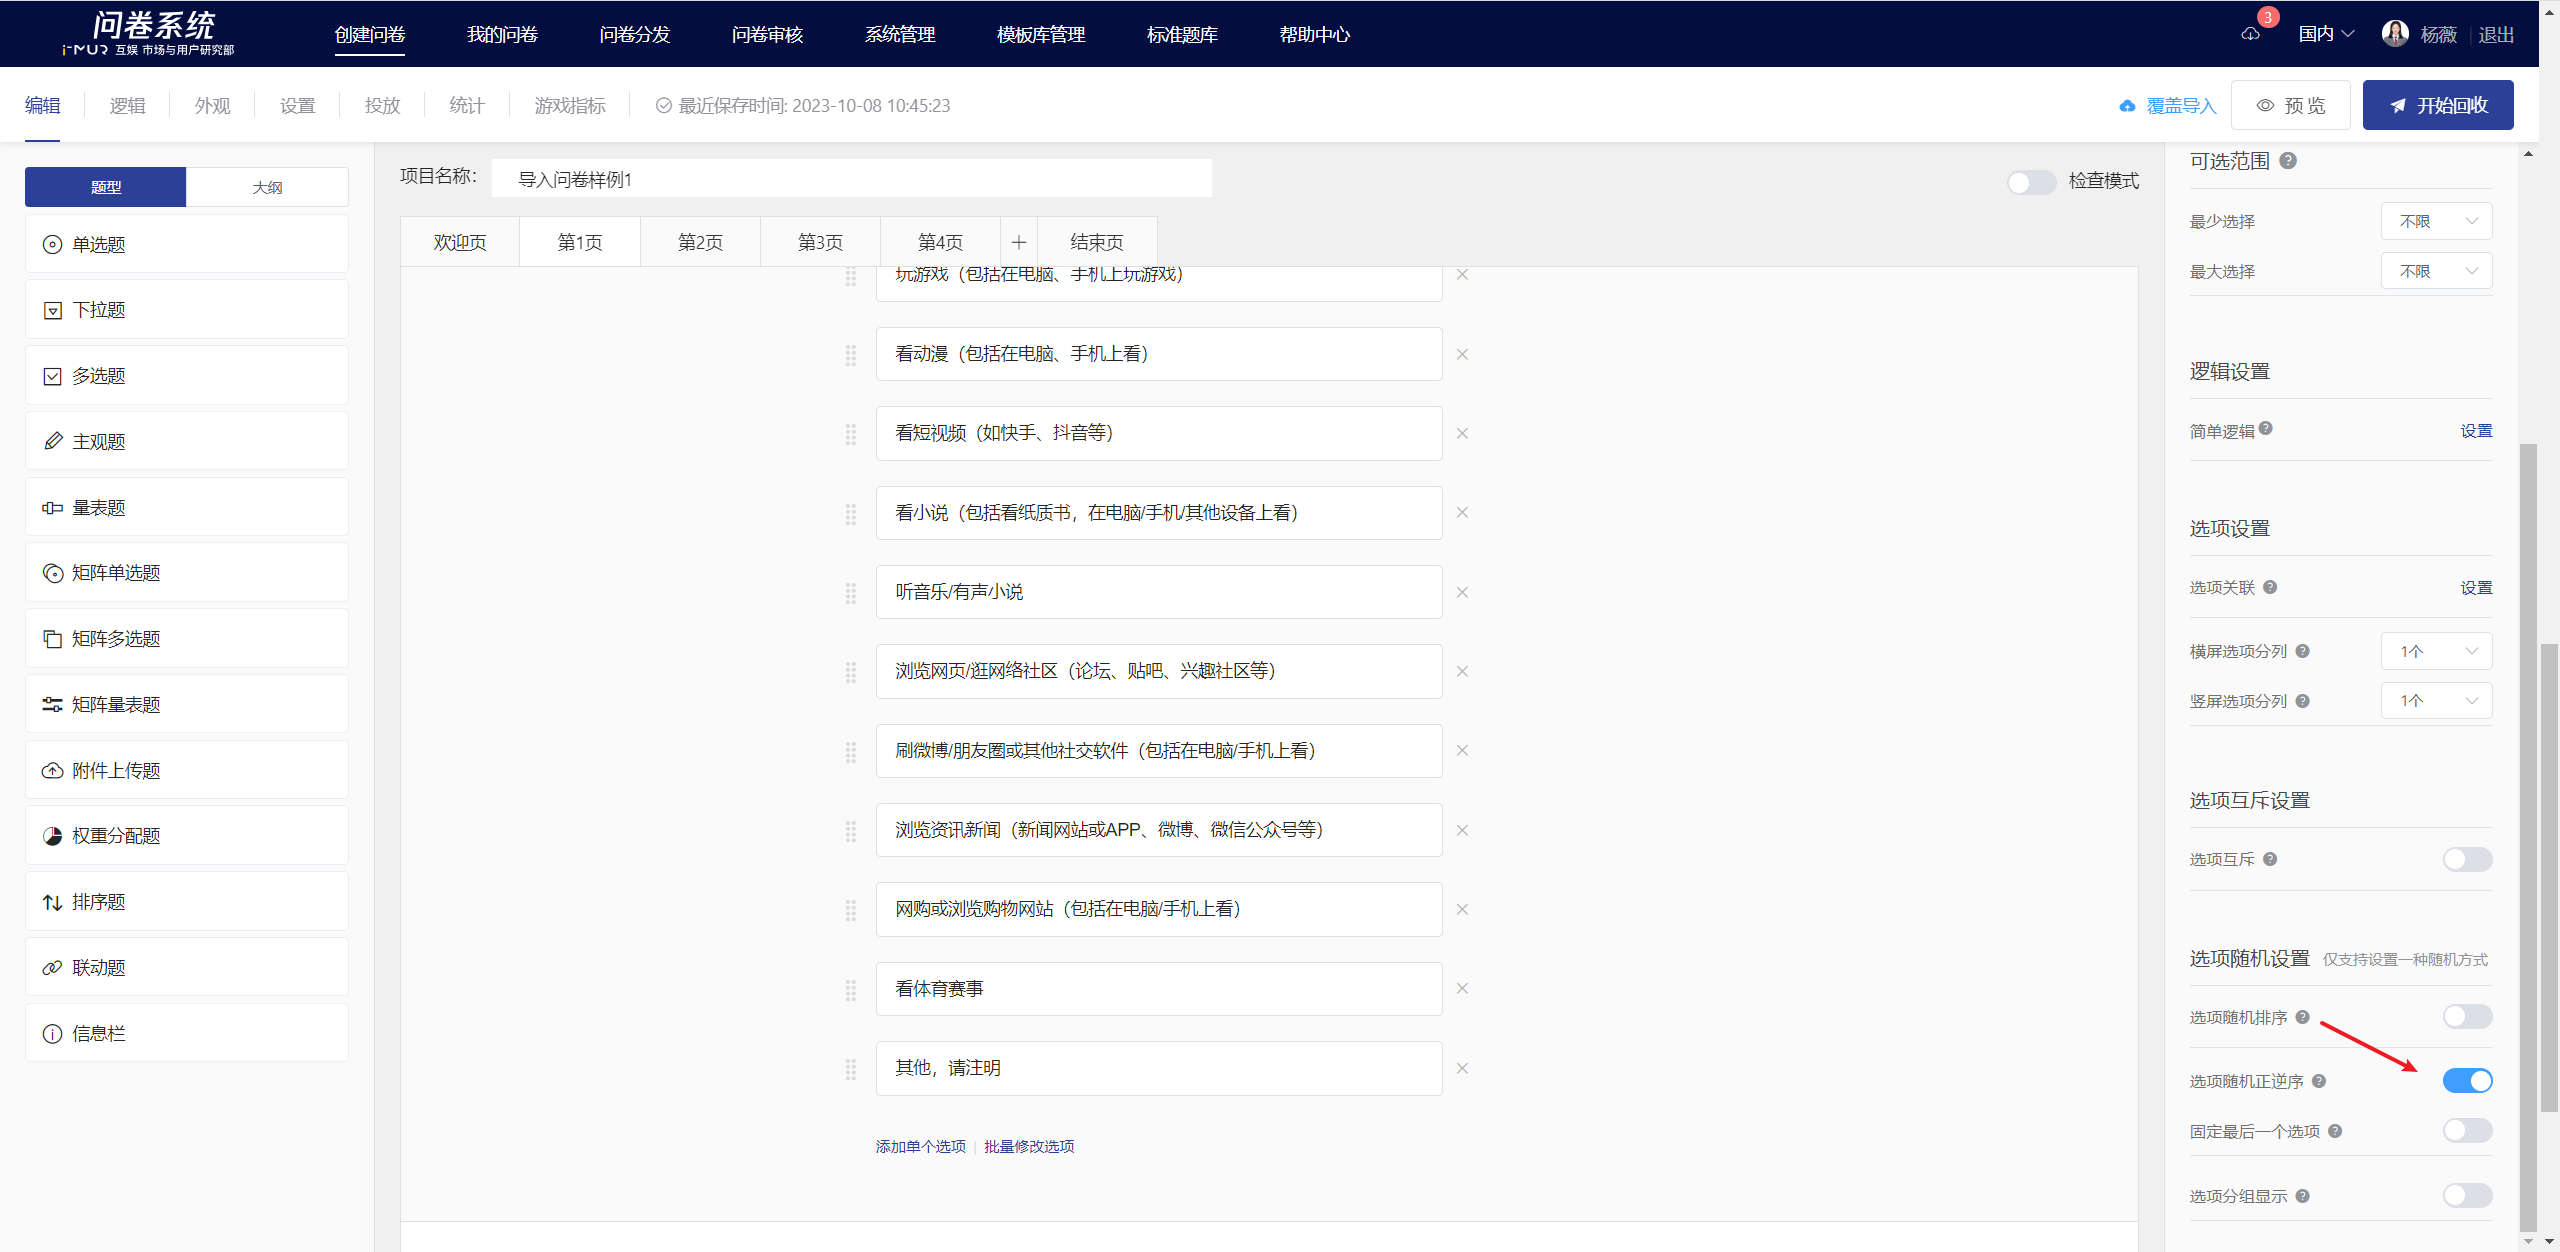 问卷系统
i-MUR 互娱 市场与用户研究部
创建问卷
我的问卷
问卷分发
问卷审核
系统管理
模板库管理
标准题库
帮助中心
3
国内
杨薇
退出
编辑
逻辑
外观
设置
投放
统计
游戏指标
最近保存时间: 2023-10-08 10:45:23
覆盖导入
预 览
开始回收
题型
大纲
单选题
下拉题
多选题
主观题
量表题
矩阵单选题
矩阵多选题
矩阵量表题
附件上传题
权重分配题
排序题
联动题
信息栏
项目名称:
导入问卷样例1
检查模式
欢迎页
第1页
第2页
第3页
第4页
+
结束页
玩游戏（包括在电脑、手机上玩游戏）
看动漫（包括在电脑、手机上看）
看短视频（如快手、抖音等）
看小说（包括看纸质书，在电脑/手机/其他设备上看）
听音乐/有声小说
浏览网页/逛网络社区（论坛、贴吧、兴趣社区等）
刷微博/朋友圈或其他社交软件（包括在电脑/手机上看）
浏览资讯新闻（新闻网站或APP、微博、微信公众号等）
网购或浏览购物网站（包括在电脑/手机上看）
看体育赛事
其他，请注明
添加单个选项 | 批量修改选项
可选范围
最少选择 不限
最大选择 不限
逻辑设置
简单逻辑 设置
选项设置
选项关联 设置
横屏选项分列 1个
竖屏选项分列 1个
选项互斥设置
选项互斥
选项随机设置 仅支持设置一种随机方式
选项随机排序
选项随机正逆序
固定最后一个选项
选项分组显示